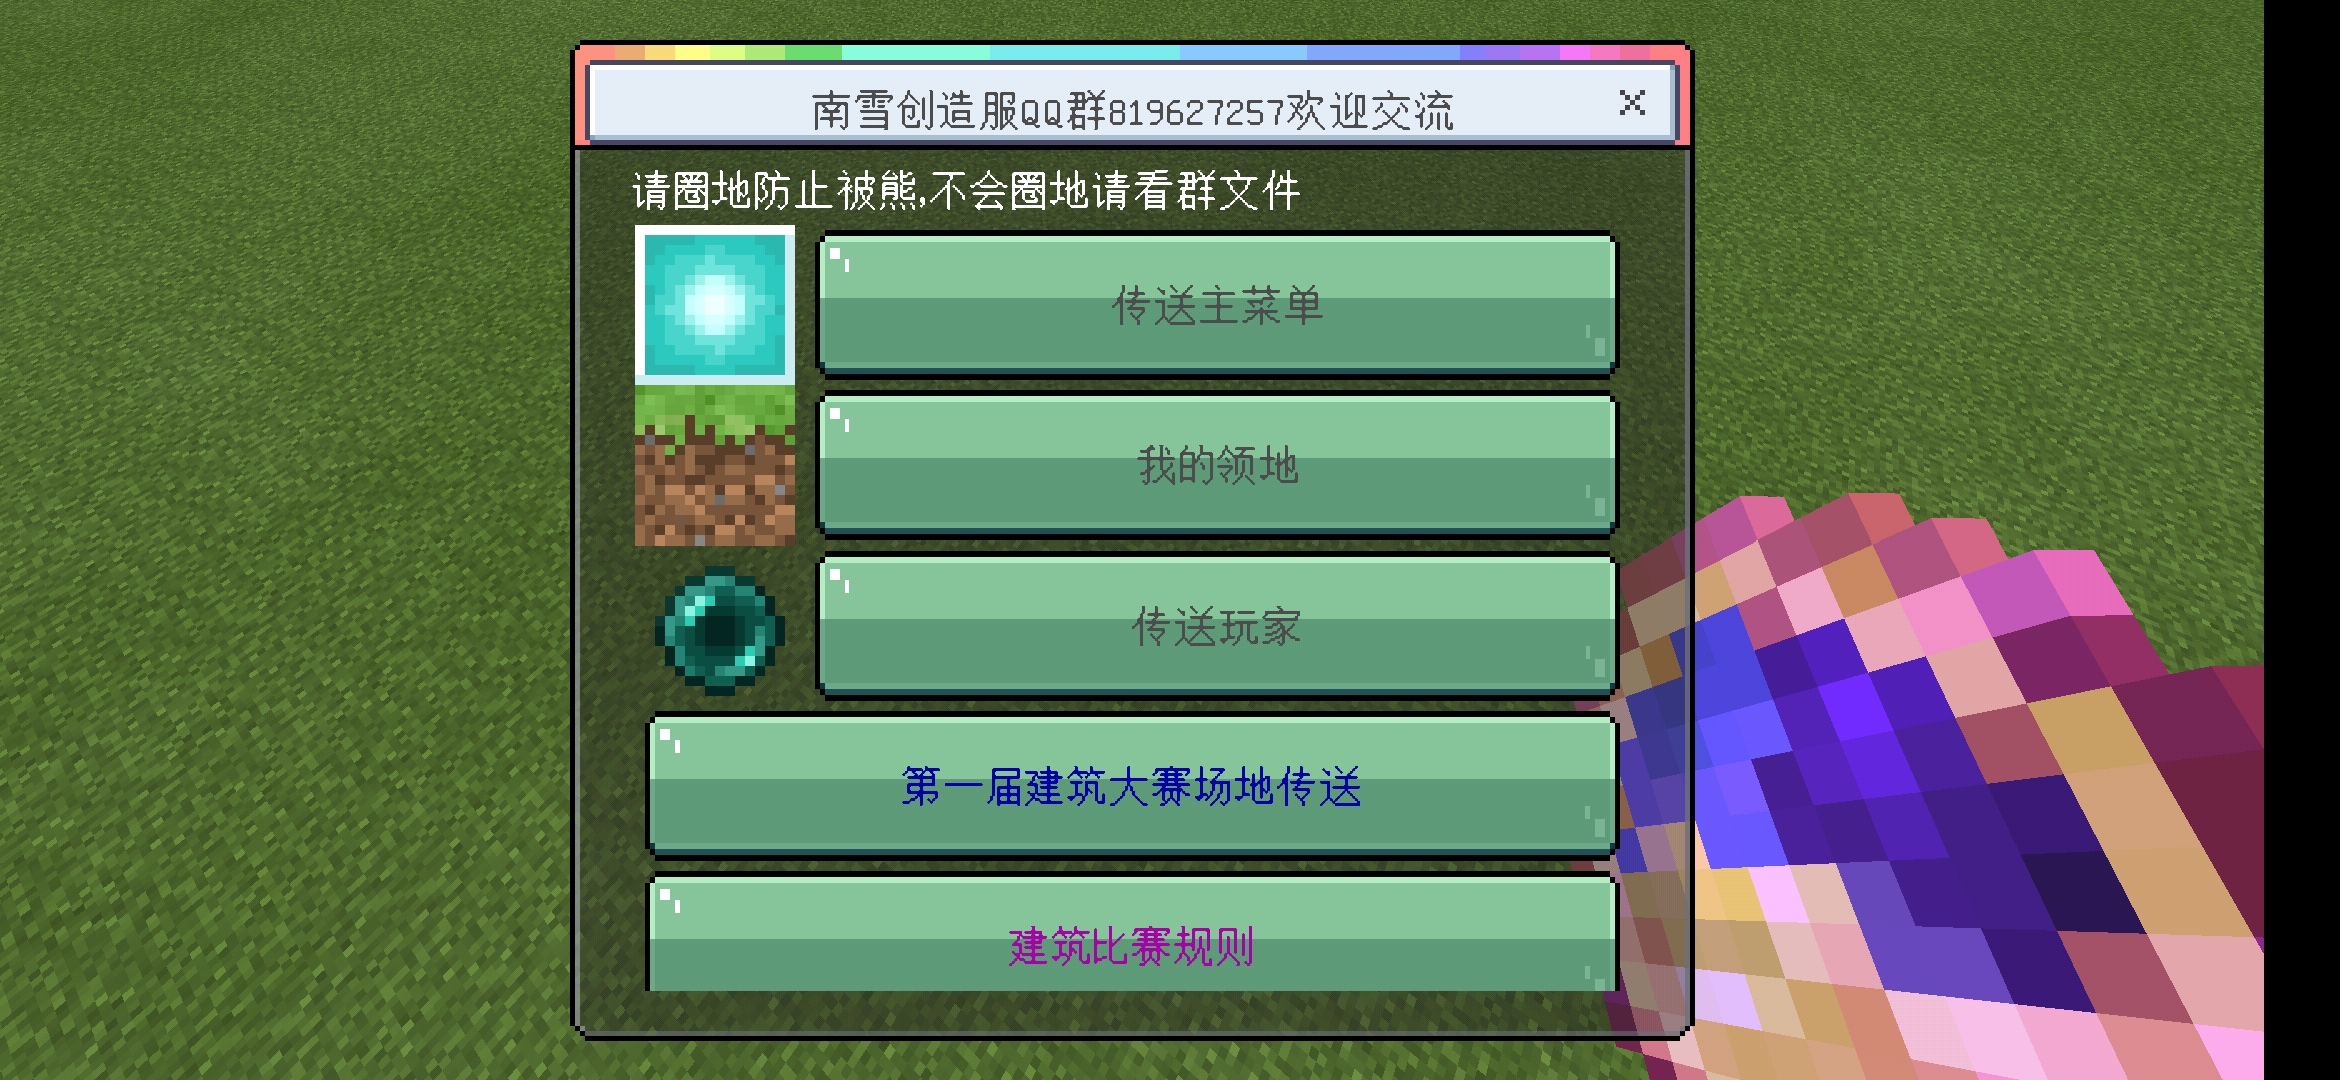 南雪创造服QQ群819627257欢迎交流
请圈地防止被熊,不会圈地请看群文件
传送主菜单
我的领地
传送玩家
第一届建筑大赛场地传送
建筑比赛规则